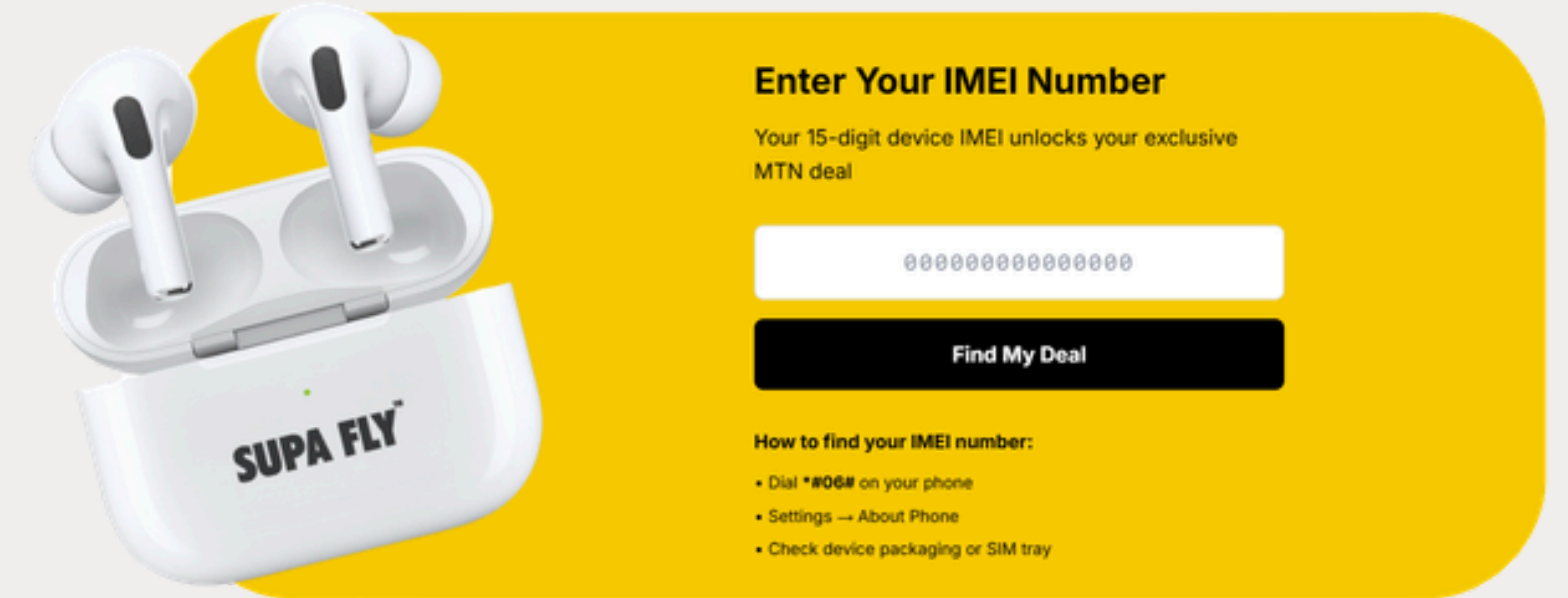 Enter Your IMEI Number
Your 15-digit device IMEI unlocks your exclusive
MTN deal
000000000000000
Find My Deal
How to find your IMEI number:
• Dial *#06# on your phone
• Settings → About Phone
• Check device packaging or SIM tray
SUPA FLY™